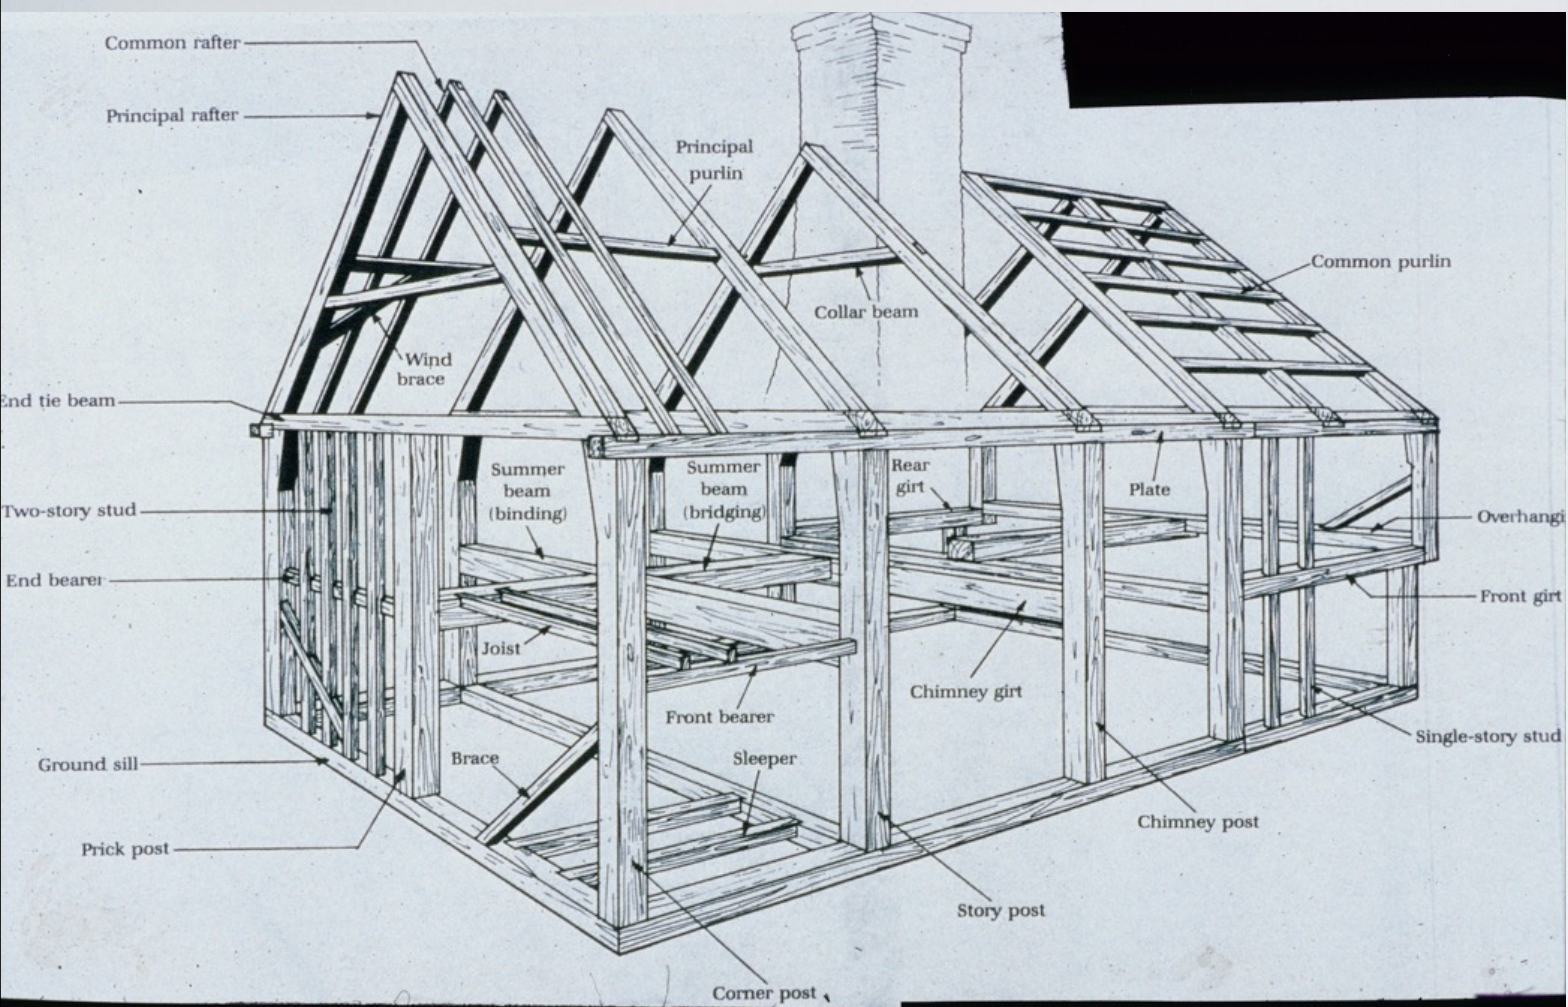 Common rafter
Principal rafter
Principal
purlin
Common purlin
Collar beam
Wind
brace
End tie beam
Summer
beam
(binding)
Summer
beam
(bridging)
Rear
girt
Plate
Two-story stud
Overhangi
End bearer
Front girt
Joist
Chimney girt
Front bearer
Single-story stud
Ground sill
Brace
Sleeper
Chimney post
Prick post
Story post
Corner post